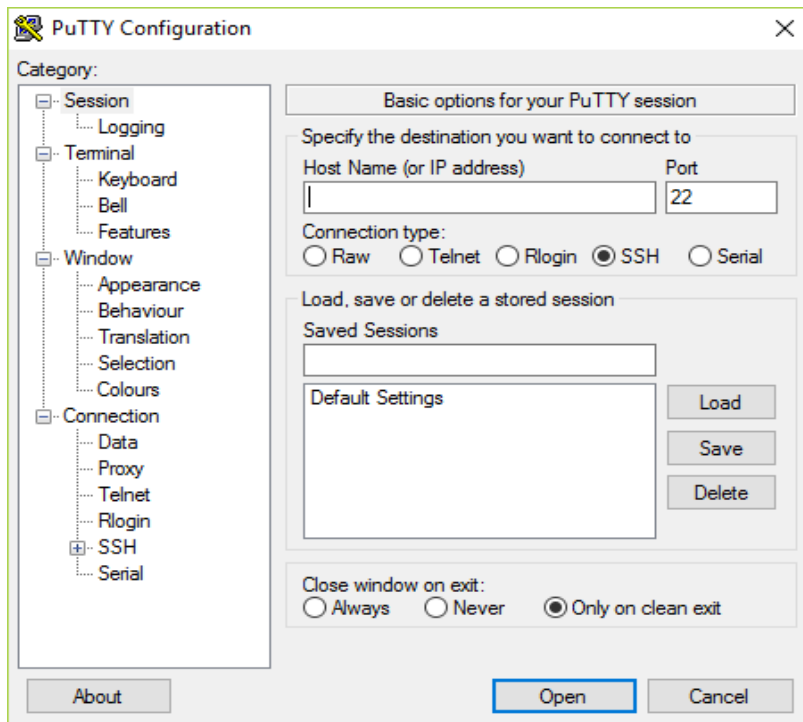 PuTTY Configuration
Category:
Session
Logging
Terminal
Keyboard
Bell
Features
Window
Appearance
Behaviour
Translation
Selection
Colours
Connection
Data
Proxy
Telnet
Rlogin
SSH
Serial
Basic options for your PuTTY session
Specify the destination you want to connect to
Host Name (or IP address) Port
22
Connection type:
Raw Telnet Rlogin SSH Serial
Load, save or delete a stored session
Saved Sessions
Default Settings
Load
Save
Delete
Close window on exit:
Always Never Only on clean exit
About Open Cancel